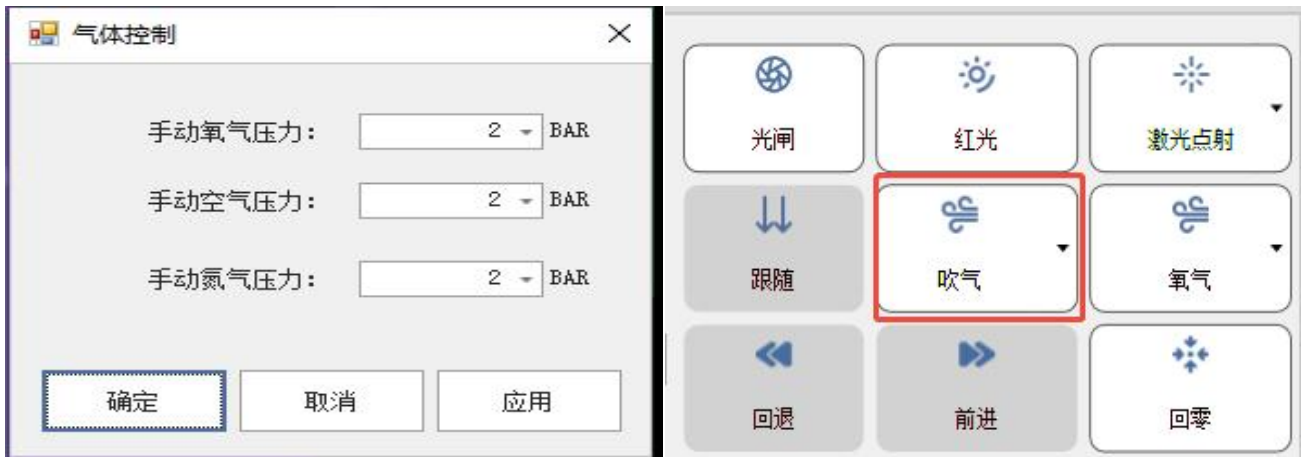 气体控制
手动氧气压力: 2 BAR
手动空气压力: 2 BAR
手动氮气压力: 2 BAR
确定 取消 应用
光闸 红光 激光点射
跟随 吹气 氧气
回退 前进 回零